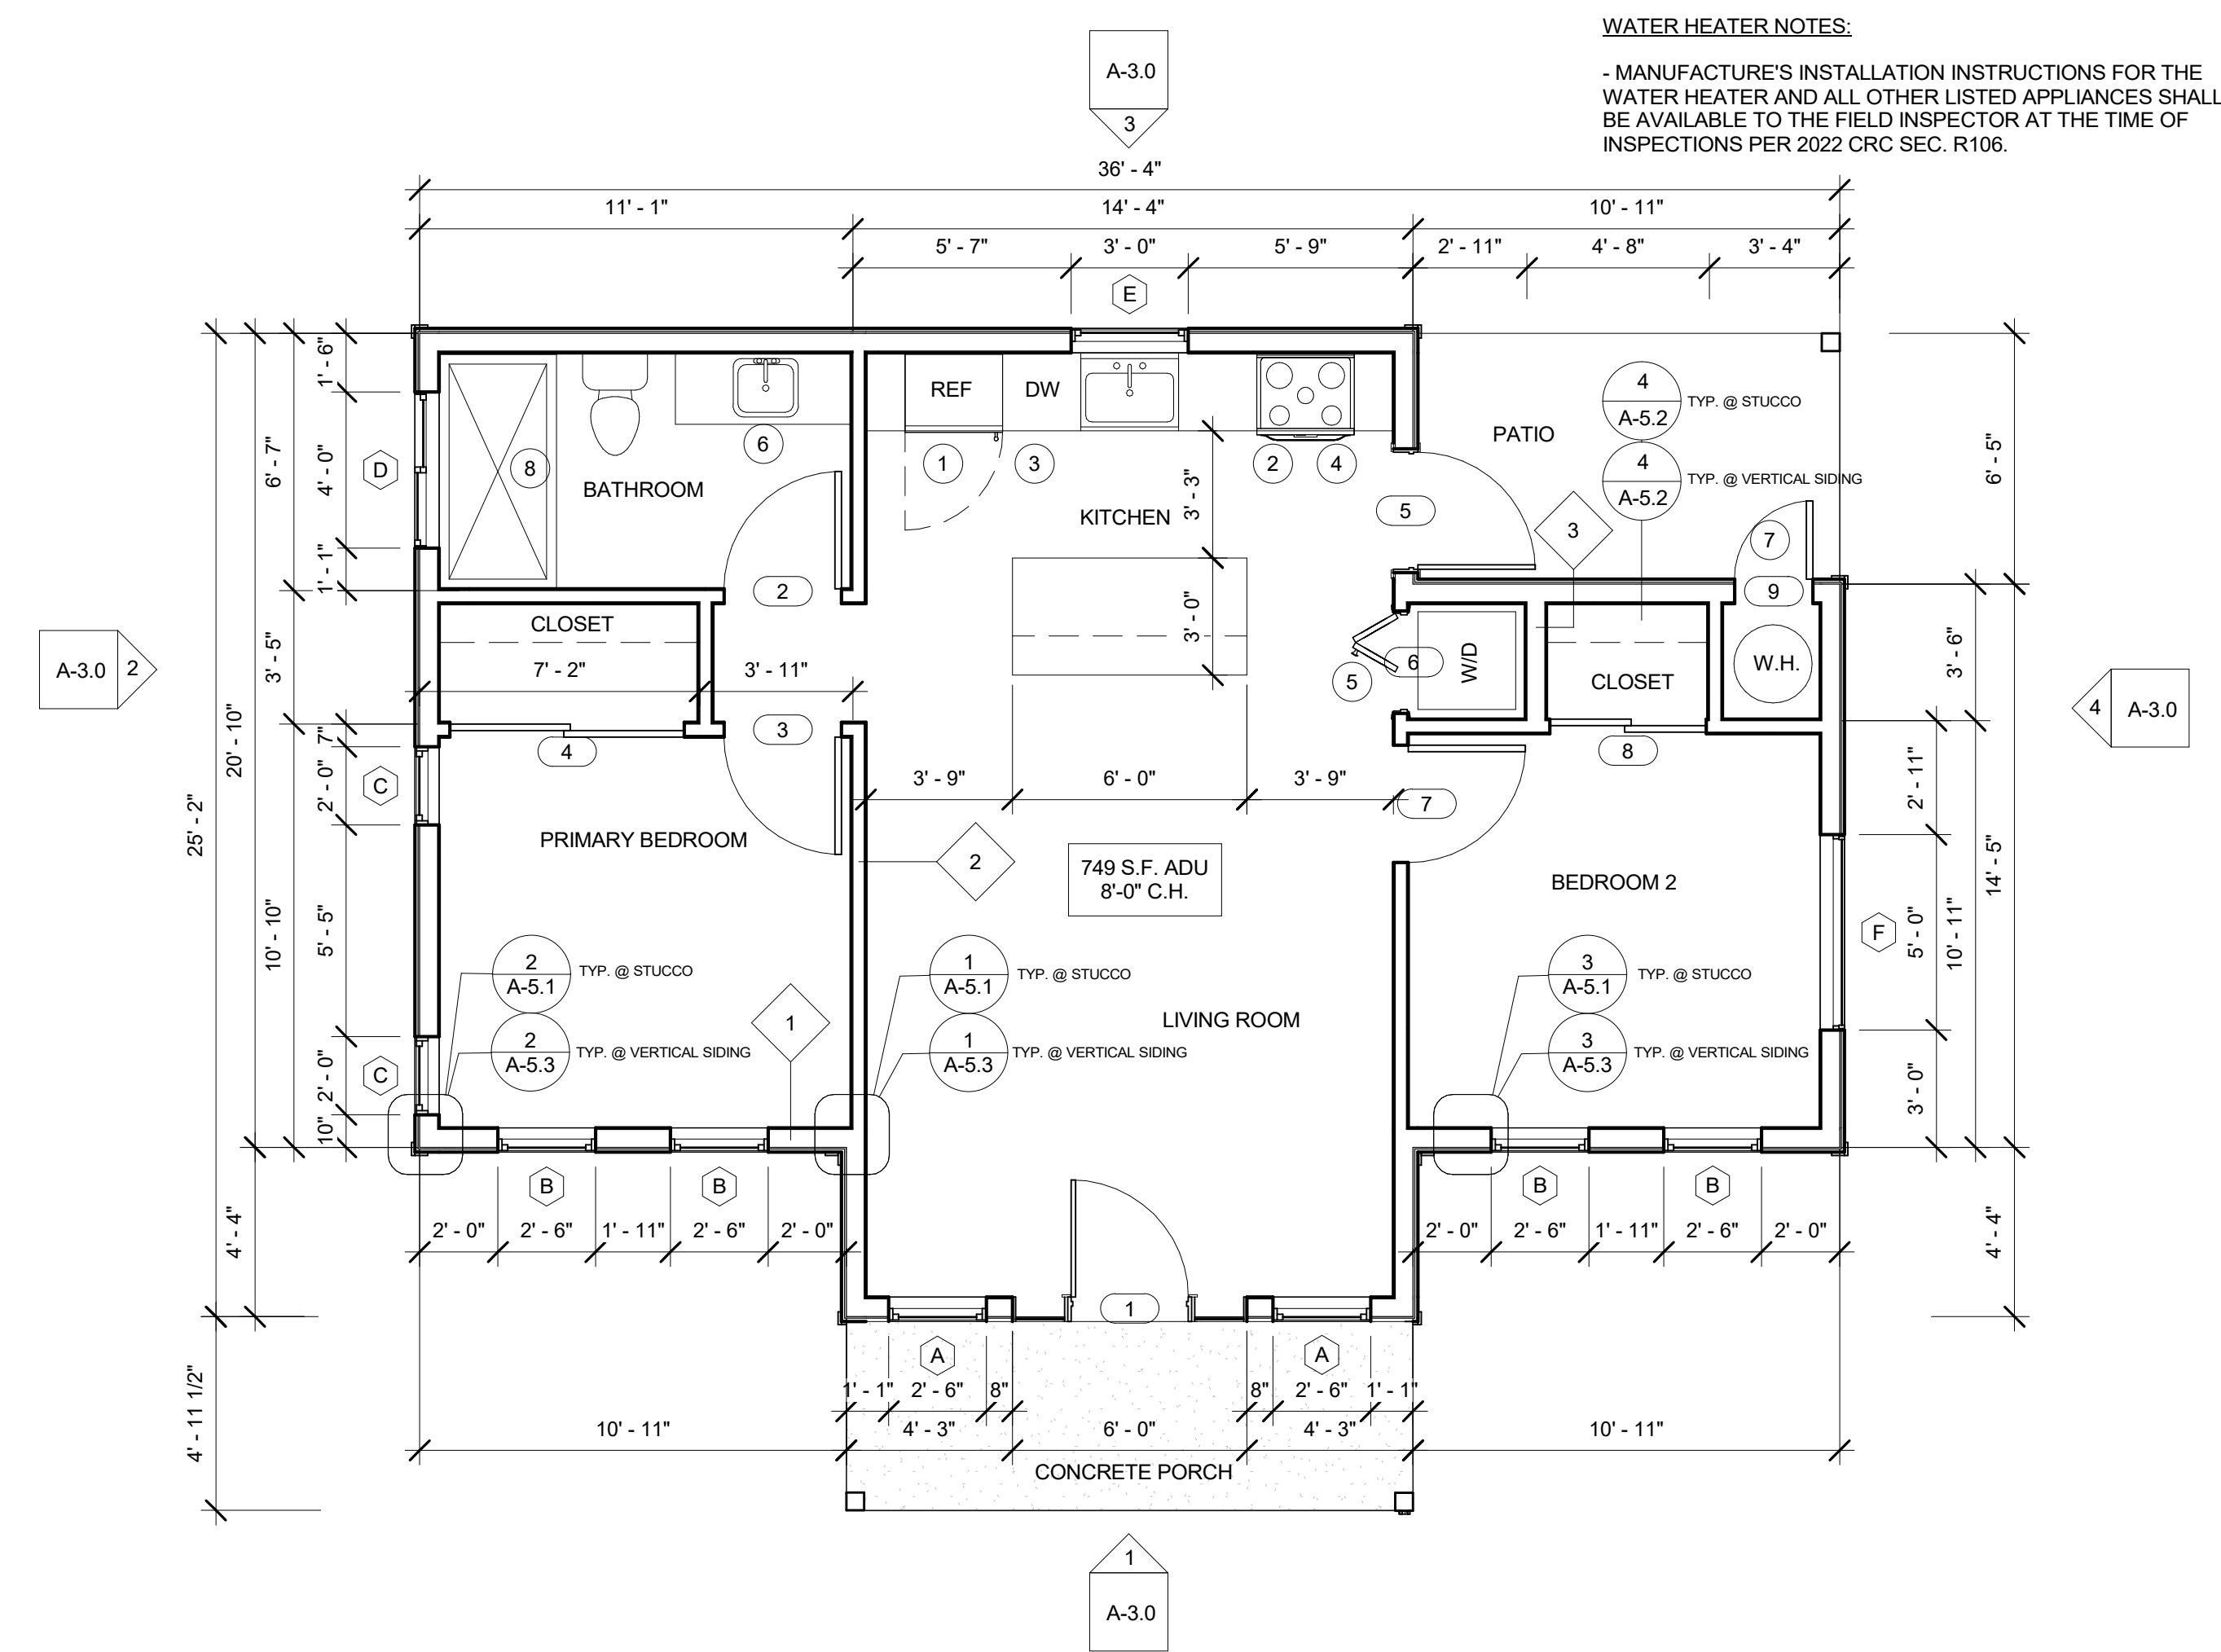 WATER HEATER NOTES:
- MANUFACTURE'S INSTALLATION INSTRUCTIONS FOR THE
WATER HEATER AND ALL OTHER LISTED APPLIANCES SHALL
BE AVAILABLE TO THE FIELD INSPECTOR AT THE TIME OF
INSPECTIONS PER 2022 CRC SEC. R106.
A-3.0
3
36' - 4"
11' - 1"
14' - 4"
10' - 11"
5' - 7"
3' - 0"
5' - 9"
2' - 11"
4' - 8"
3' - 4"
E
1' - 6"
4' - 0"
1' - 1"
6' - 7"
3' - 5"
7"
2' - 0"
5' - 5"
2' - 0"
10"
10' - 10"
20' - 10"
25' - 2"
4' - 4"
4' - 11 1/2"
D
C
C
A-3.0
2
8
BATHROOM
6
2
CLOSET
7' - 2"
3' - 11"
3
4
PRIMARY BEDROOM
2
A-5.1
TYP. @ STUCCO
2
A-5.3
TYP. @ VERTICAL SIDING
1
REF
DW
1
3
2
4
KITCHEN
3' - 3"
3' - 0"
5
6
5
W/D
3' - 9"
6' - 0"
3' - 9"
7
2
749 S.F. ADU
8'-0" C.H.
1
A-5.1
TYP. @ STUCCO
1
A-5.3
TYP. @ VERTICAL SIDING
LIVING ROOM
1
PATIO
4
A-5.2
TYP. @ STUCCO
4
A-5.2
TYP. @ VERTICAL SIDING
3
7
9
W.H.
CLOSET
8
BEDROOM 2
3
A-5.1
TYP. @ STUCCO
3
A-5.3
TYP. @ VERTICAL SIDING
6' - 5"
3' - 6"
2' - 11"
14' - 5"
5' - 0"
10' - 11"
3' - 0"
4' - 4"
F
4
A-3.0
B
B
B
B
2' - 0"
2' - 6"
1' - 11"
2' - 6"
2' - 0"
2' - 0"
2' - 6"
1' - 11"
2' - 6"
2' - 0"
A
A
1' - 1"
2' - 6"
8"
8"
2' - 6"
1' - 1"
10' - 11"
4' - 3"
6' - 0"
4' - 3"
10' - 11"
CONCRETE PORCH
1
A-3.0